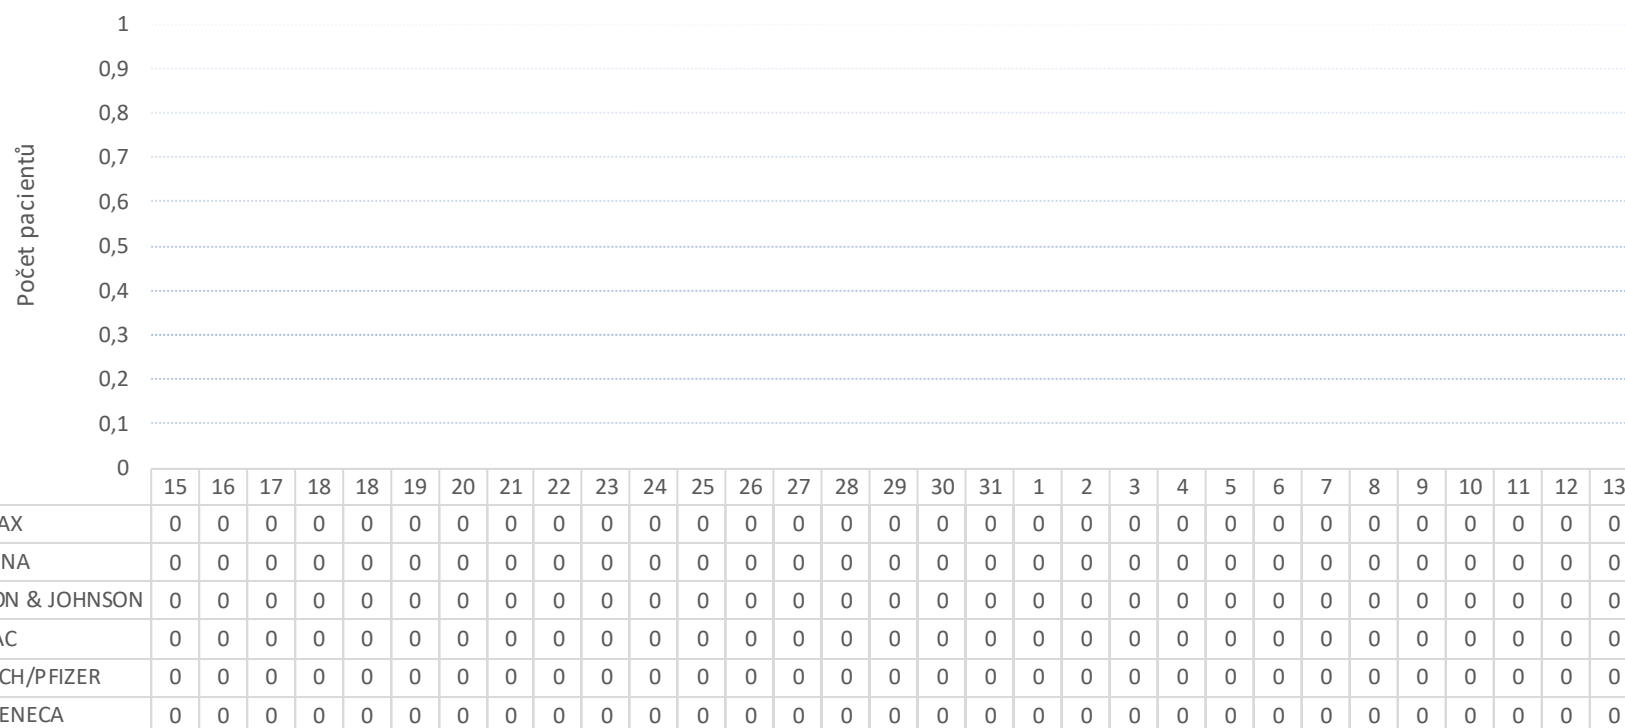 1
0,9
0,8
0,7
0,6
0,5
0,4
0,3
0,2
0,1
0
Počet pacientů
15 16 17 18 18 19 20 21 22 23 24 25 26 27 28 29 30 31 1 2 3 4 5 6 7 8 9 10 11 12 13
AX 0 0 0 0 0 0 0 0 0 0 0 0 0 0 0 0 0 0 0 0 0 0 0 0 0 0 0 0 0 0 0
NA 0 0 0 0 0 0 0 0 0 0 0 0 0 0 0 0 0 0 0 0 0 0 0 0 0 0 0 0 0 0 0
ON & JOHNSON 0 0 0 0 0 0 0 0 0 0 0 0 0 0 0 0 0 0 0 0 0 0 0 0 0 0 0 0 0 0 0
AC 0 0 0 0 0 0 0 0 0 0 0 0 0 0 0 0 0 0 0 0 0 0 0 0 0 0 0 0 0 0 0
CH/PFIZER 0 0 0 0 0 0 0 0 0 0 0 0 0 0 0 0 0 0 0 0 0 0 0 0 0 0 0 0 0 0 0
ENECA 0 0 0 0 0 0 0 0 0 0 0 0 0 0 0 0 0 0 0 0 0 0 0 0 0 0 0 0 0 0 0